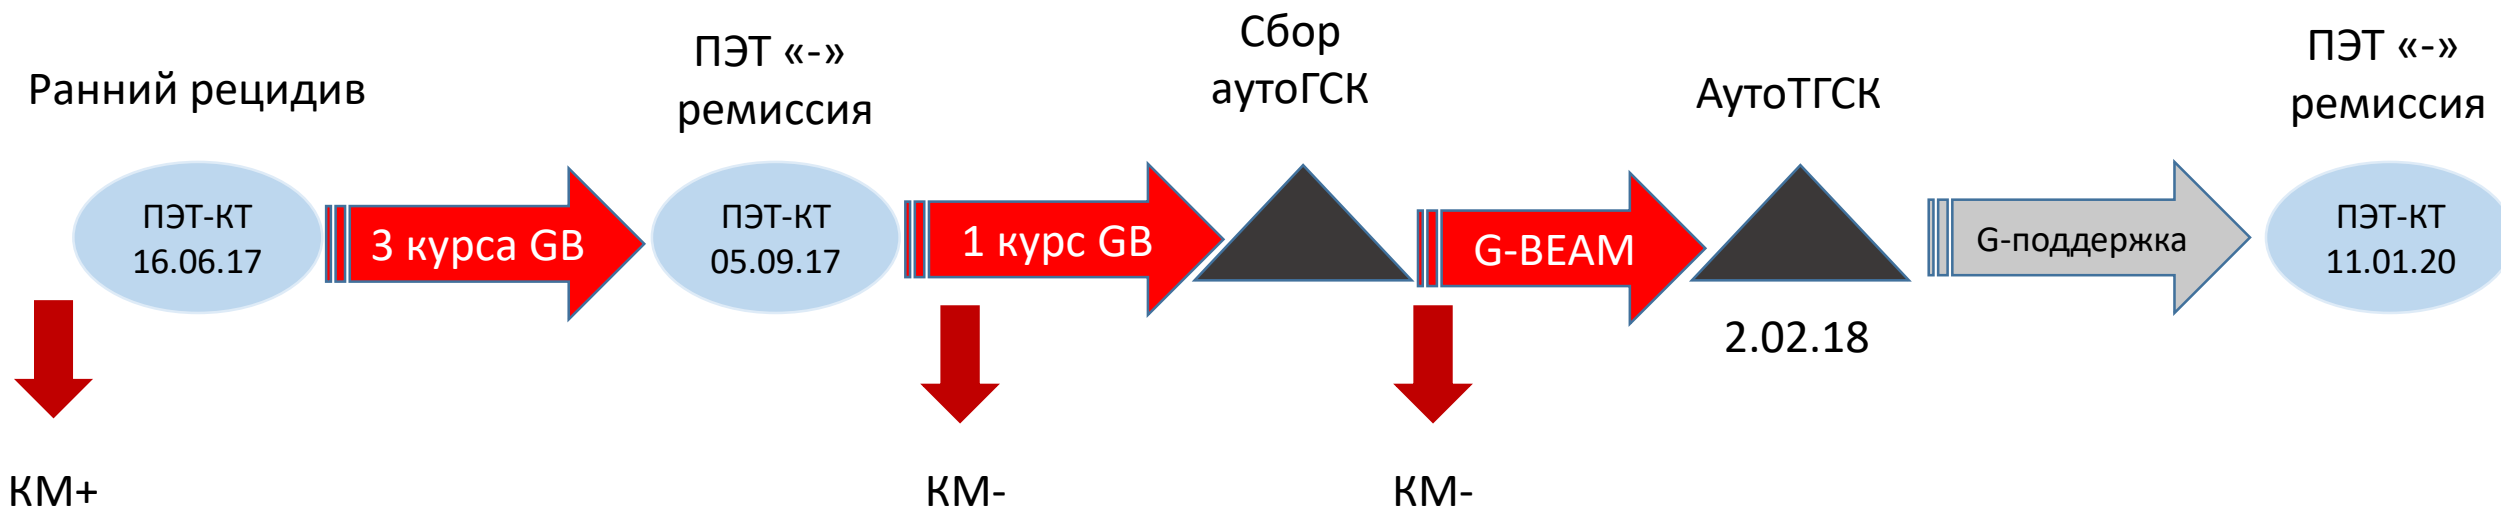 Ранний рецидив
ПЭТ «-»
ремиссия
Сбор
аутоГСК
АутоТГСК
ПЭТ «-»
ремиссия
ПЭТ-КТ
16.06.17
3 курса GB
ПЭТ-КТ
05.09.17
1 курс GB
G-BEAM
G-поддержка
ПЭТ-КТ
11.01.20
2.02.18
КМ+
КМ-
КМ-